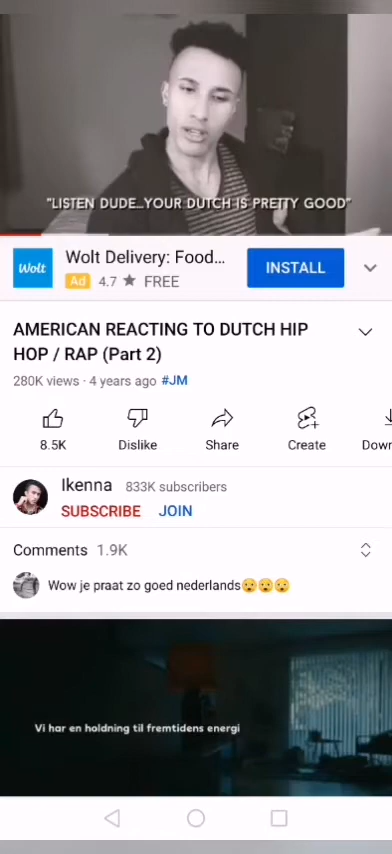 "LISTEN DUDE...YOUR DUTCH IS PRETTY GOOD"
Wolt
Wolt Delivery: Food...
Ad 4.7 ★ FREE
INSTALL
AMERICAN REACTING TO DUTCH HIP
HOP / RAP (Part 2)
280K views · 4 years ago #JM
8.5K
Dislike
Share
Create
Down
Ikenna 833K subscribers
SUBSCRIBE JOIN
Comments 1.9K
Wow je praat zo goed nederlands😮😮😮
Vi har en holdning til fremtidens energi